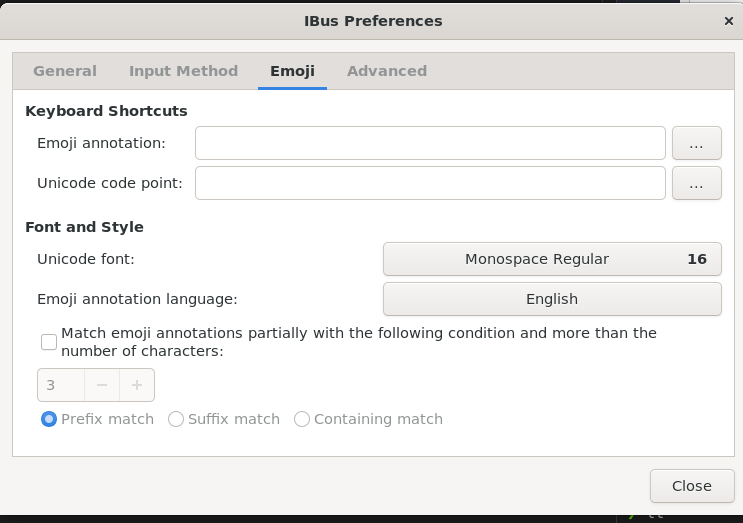 IBus Preferences ×
General Input Method Emoji Advanced
Keyboard Shortcuts
Emoji annotation: ...
Unicode code point: ...
Font and Style
Unicode font: Monospace Regular 16
Emoji annotation language: English
Match emoji annotations partially with the following condition and more than the
number of characters:
3 − +
Prefix match Suffix match Containing match
Close